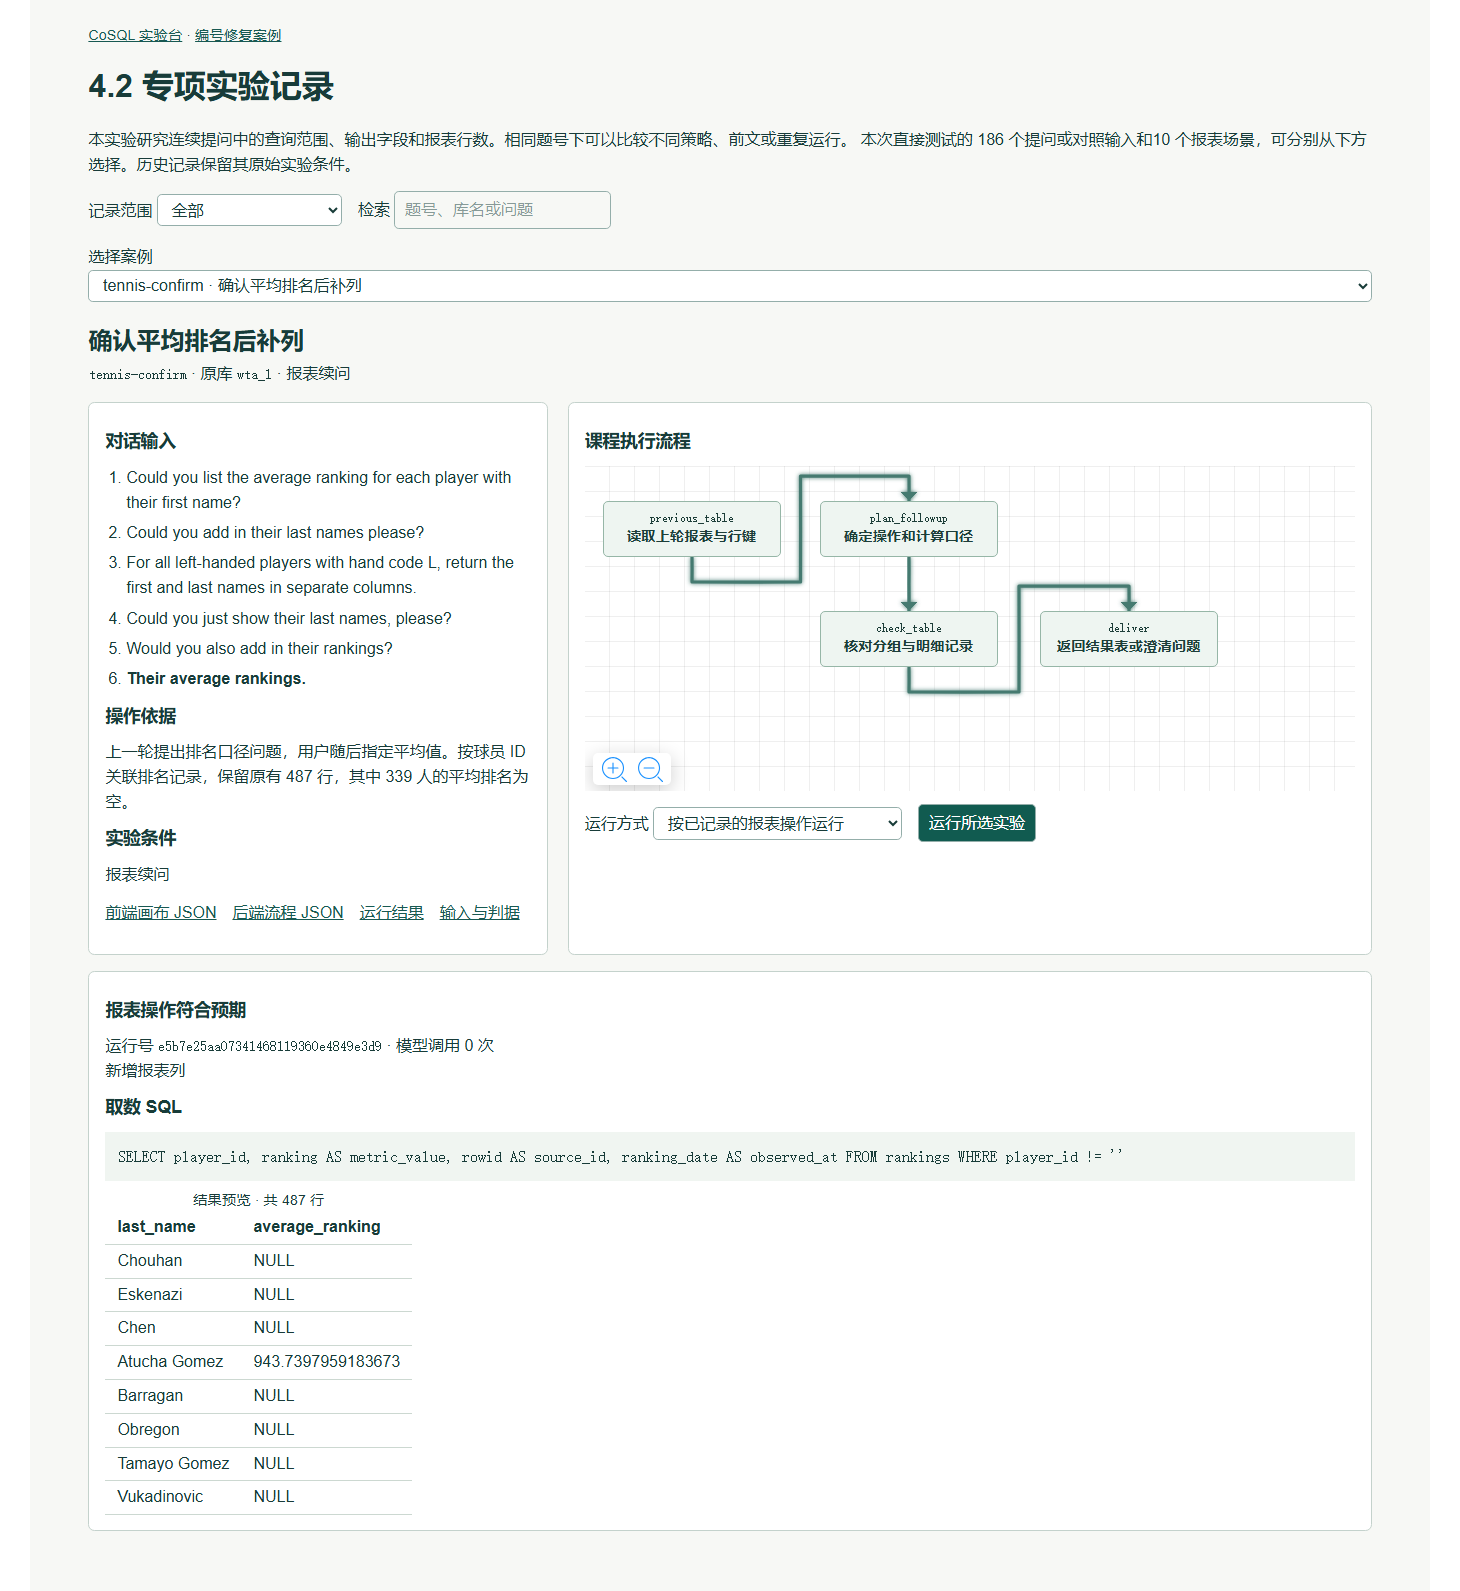 CoSQL 实验台 · 编号修复案例
4.2 专项实验记录
本实验研究连续提问中的查询范围、输出字段和报表行数。相同题号下可以比较不同策略、前文或重复运行。 本次直接测试的 186 个提问或对照输入和10 个报表场景，可分别从下方
选择。历史记录保留其原始实验条件。
记录范围 全部 检索 题号、库名或问题
选择案例
tennis-confirm · 确认平均排名后补列
确认平均排名后补列
tennis-confirm · 原库 wta_1 · 报表续问
对话输入
1. Could you list the average ranking for each player with
their first name?
2. Could you add in their last names please?
3. For all left-handed players with hand code L, return the
first and last names in separate columns.
4. Could you just show their last names, please?
5. Would you also add in their rankings?
6. Their average rankings.
操作依据
上一轮提出排名口径问题，用户随后指定平均值。按球员 ID
关联排名记录，保留原有 487 行，其中 339 人的平均排名为
空。
实验条件
报表续问
前端画布 JSON 后端流程 JSON 运行结果 输入与判据
课程执行流程
previous_table
读取上轮报表与行键
plan_followup
确定操作和计算口径
check_table
核对分组与明细记录
deliver
返回结果表或澄清问题
运行方式 按已记录的报表操作运行 运行所选实验
报表操作符合预期
运行号 e5b7e25aa07341468119360e4849e3d9 · 模型调用 0 次
新增报表列
取数 SQL
SELECT player_id, ranking AS metric_value, rowid AS source_id, ranking_date AS observed_at FROM rankings WHERE player_id != ''
结果预览 · 共 487 行
last_name average_ranking
Chouhan NULL
Eskenazi NULL
Chen NULL
Atucha Gomez 943.7397959183673
Barragan NULL
Obregon NULL
Tamayo Gomez NULL
Vukadinovic NULL